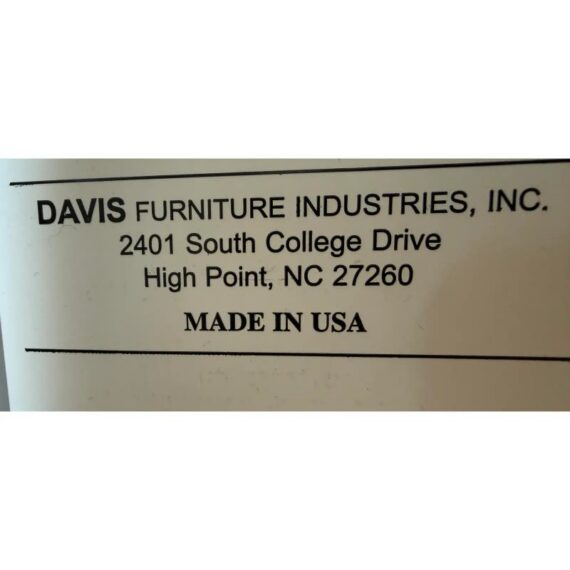 DAVIS FURNITURE INDUSTRIES, INC.
2401 South College Drive
High Point, NC 27260
MADE IN USA